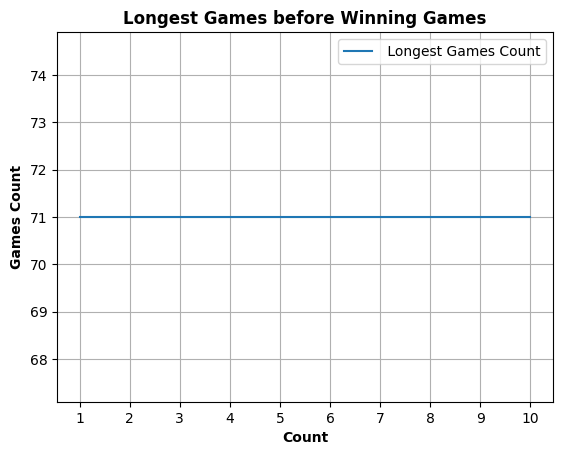 Longest Games before Winning Games
Longest Games Count
74
73
72
71
70
69
68
Games Count
1 2 3 4 5 6 7 8 9 10
Count